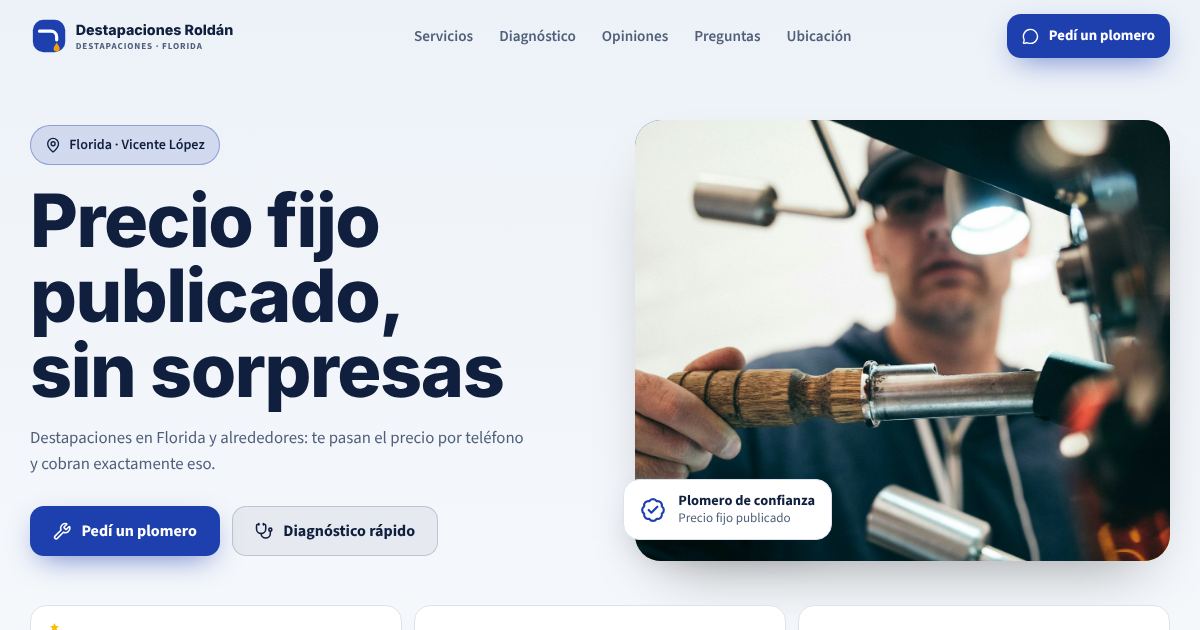 Destapaciones Roldán
DESTAPACIONES · FLORIDA
Servicios
Diagnóstico
Opiniones
Preguntas
Ubicación
Pedí un plomero
Florida · Vicente López
Precio fijo
publicado,
sin sorpresas
Destapaciones en Florida y alrededores: te pasan el precio por teléfono
y cobran exactamente eso.
Pedí un plomero
Diagnóstico rápido
Plomero de confianza
Precio fijo publicado